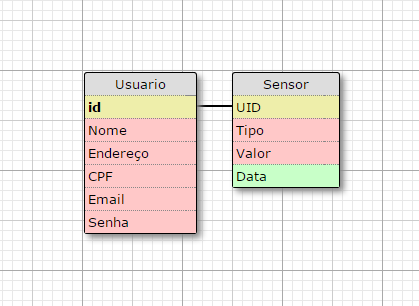 Usuario
id
Nome
Endereço
CPF
Email
Senha
Sensor
UID
Tipo
Valor
Data